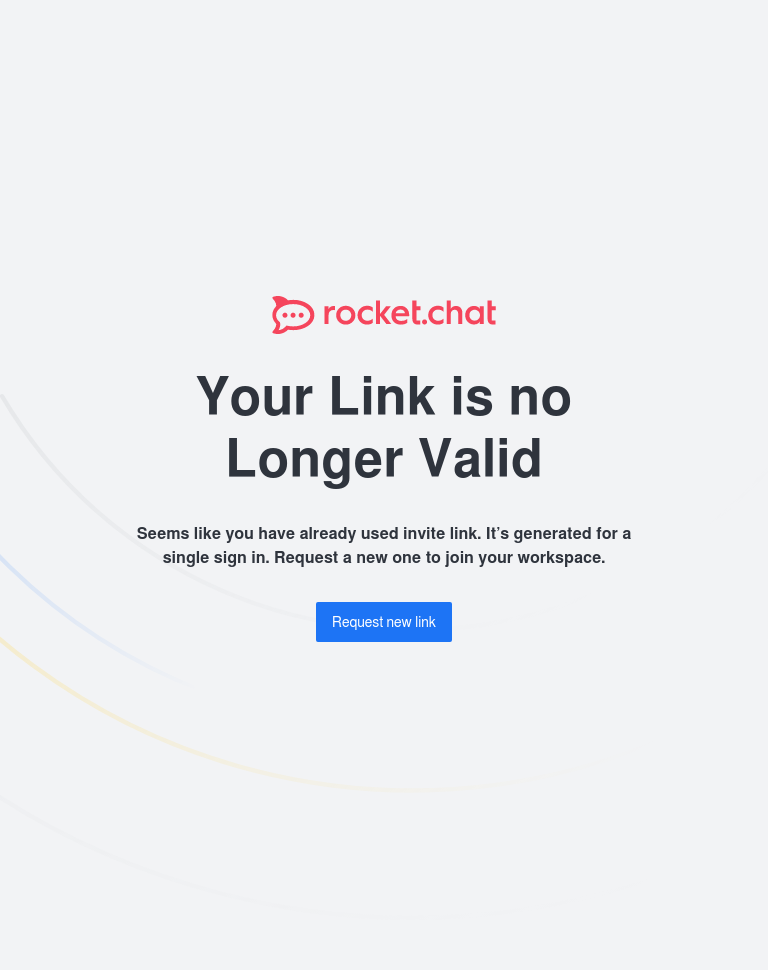 rocket.chat
Your Link is no
Longer Valid
Seems like you have already used invite link. It’s generated for a
single sign in. Request a new one to join your workspace.
Request new link